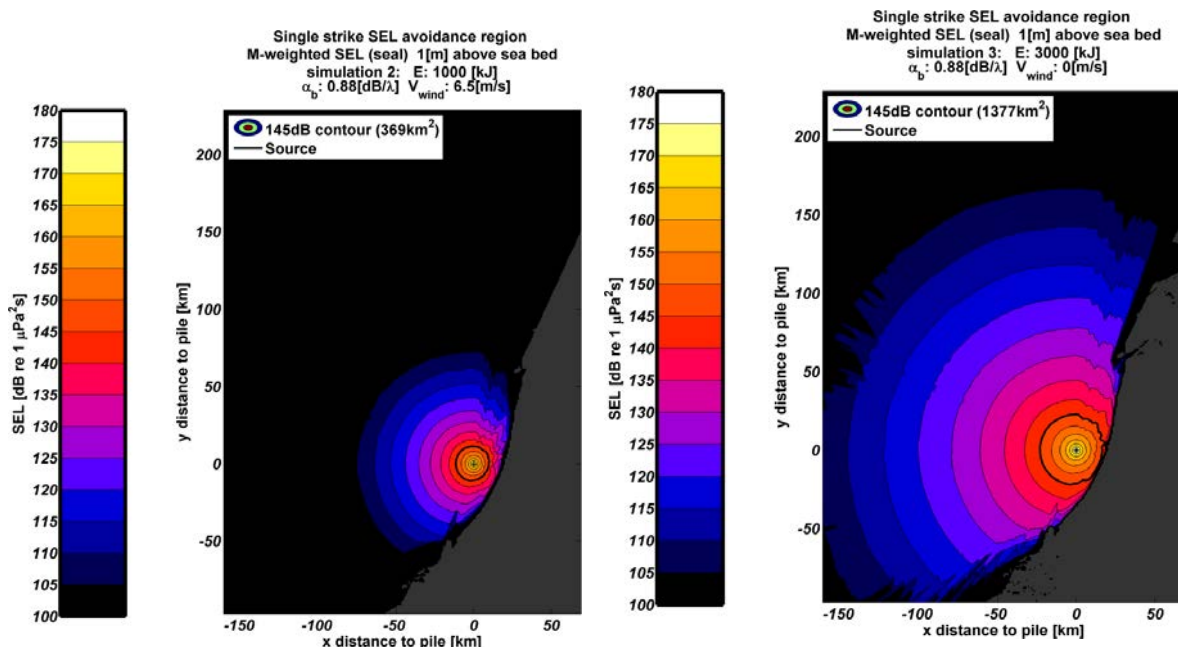 Single strike SEL avoidance region
M-weighted SEL (seal) 1[m] above sea bed
simulation 2: E: 1000 [kJ]
α_b: 0.88[dB/λ] V_wind: 6.5[m/s]
180
175
170
165
160
155
150
145
140
135
130
125
120
115
110
105
100
SEL [dB re 1 μPa²s]
145dB contour (369km²)
Source
200
150
100
50
0
-50
y distance to pile [km]
-150 -100 -50 0 50
x distance to pile [km]
Single strike SEL avoidance region
M-weighted SEL (seal) 1[m] above sea bed
simulation 3: E: 3000 [kJ]
α_b: 0.88[dB/λ] V_wind: 0[m/s]
180
175
170
165
160
155
150
145
140
135
130
125
120
115
110
105
100
SEL [dB re 1 μPa²s]
145dB contour (1377km²)
Source
200
150
100
50
0
-50
y distance to pile [km]
-150 -100 -50 0 50
x distance to pile [km]